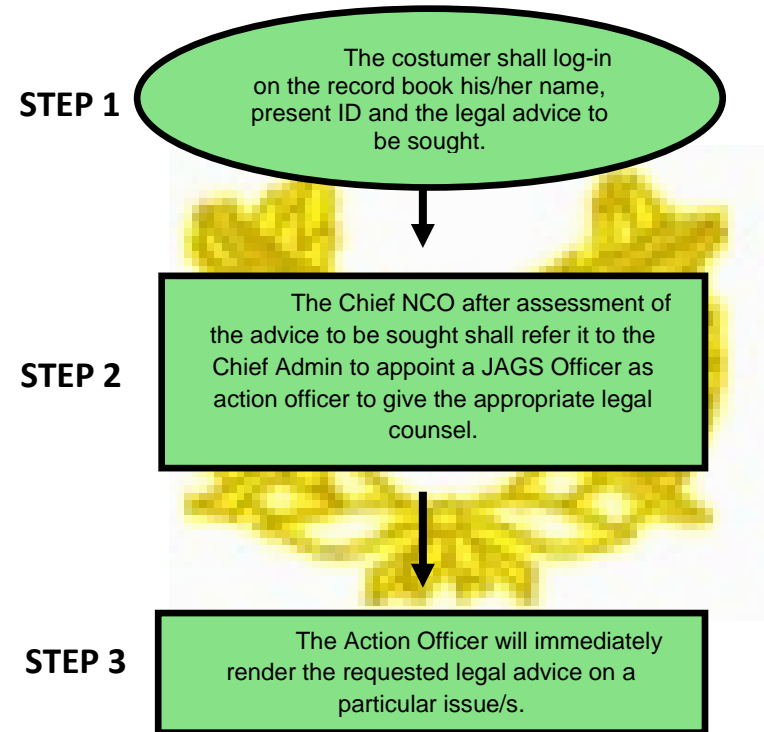 STEP 1
The costumer shall log-in
on the record book his/her name,
present ID and the legal advice to
be sought.
STEP 2
The Chief NCO after assessment of
the advice to be sought shall refer it to the
Chief Admin to appoint a JAGS Officer as
action officer to give the appropriate legal
counsel.
STEP 3
The Action Officer will immediately
render the requested legal advice on a
particular issue/s.